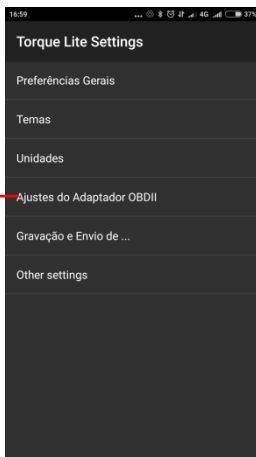 16:59 ... 4G 37%
Torque Lite Settings
Preferências Gerais
Temas
Unidades
Ajustes do Adaptador OBDII
Gravação e Envio de ...
Other settings